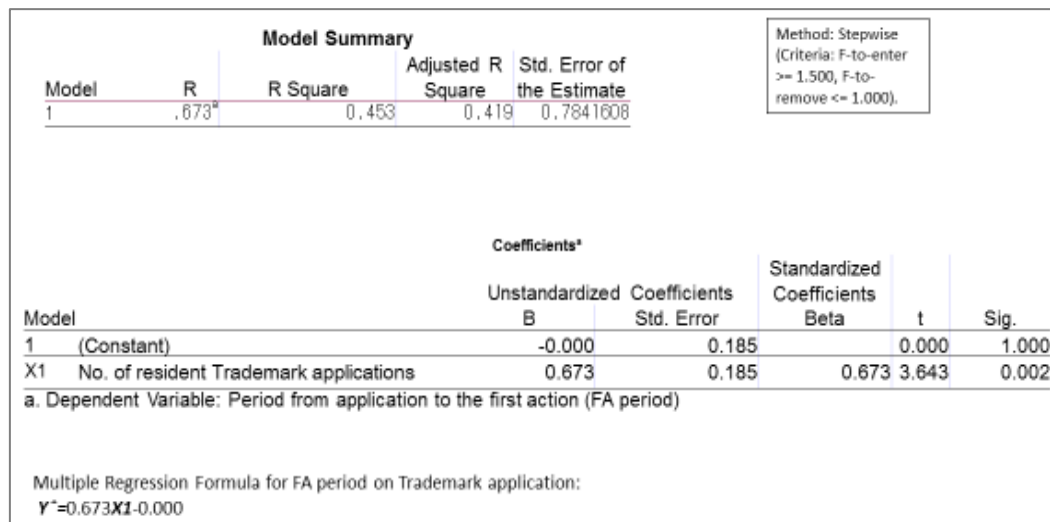 Model Summary
Model R R Square Adjusted R Square Std. Error of the Estimate
1 .673a 0.453 0.419 0.7841608
Method: Stepwise
(Criteria: F-to-enter
>= 1.500, F-to-
remove <= 1.000).
Coefficientsa
Unstandardized Coefficients Standardized Coefficients
Model B Std. Error Beta t Sig.
1 (Constant) -0.000 0.185 0.000 1.000
X1 No. of resident Trademark applications 0.673 0.185 0.673 3.643 0.002
a. Dependent Variable: Period from application to the first action (FA period)
Multiple Regression Formula for FA period on Trademark application:
Yˆ=0.673X1-0.000